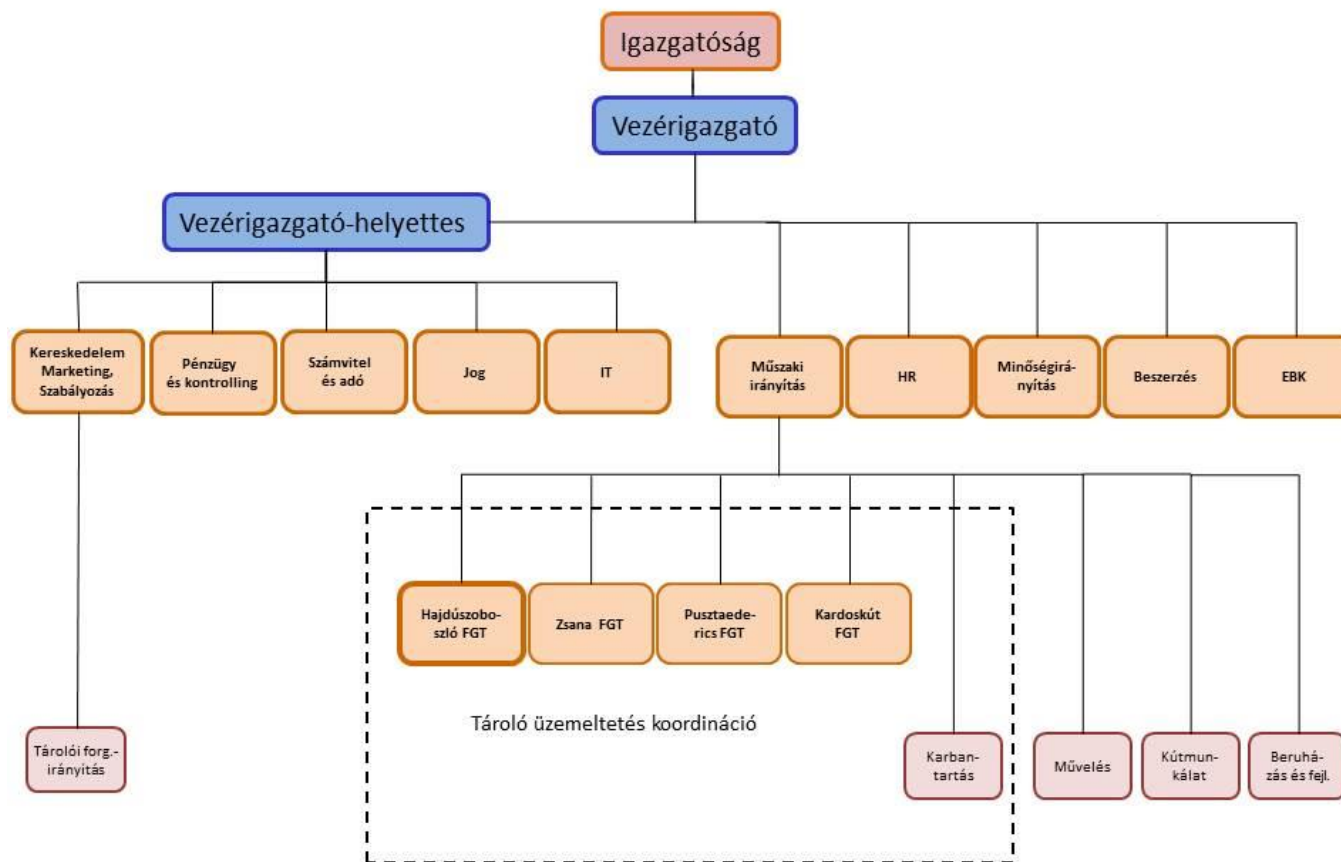 Igazgatóság
Vezérigazgató
Vezérigazgató-helyettes
Kereskedelem
Marketing,
Szabályozás
Pénzügy
és kontrolling
Számvitel
és adó
Jog
IT
Műszaki
irányítás
HR
Minőségirá-
nyítás
Beszerzés
EBK
Hajdúszobo-
szló FGT
Zsana FGT
Pusztaede-
rics FGT
Kardoskút
FGT
Tároló üzemeltetés koordináció
Tárolói forg.-
irányítás
Karban-
tartás
Művelés
Kútmun-
kálat
Beruhá-
zás és fejl.